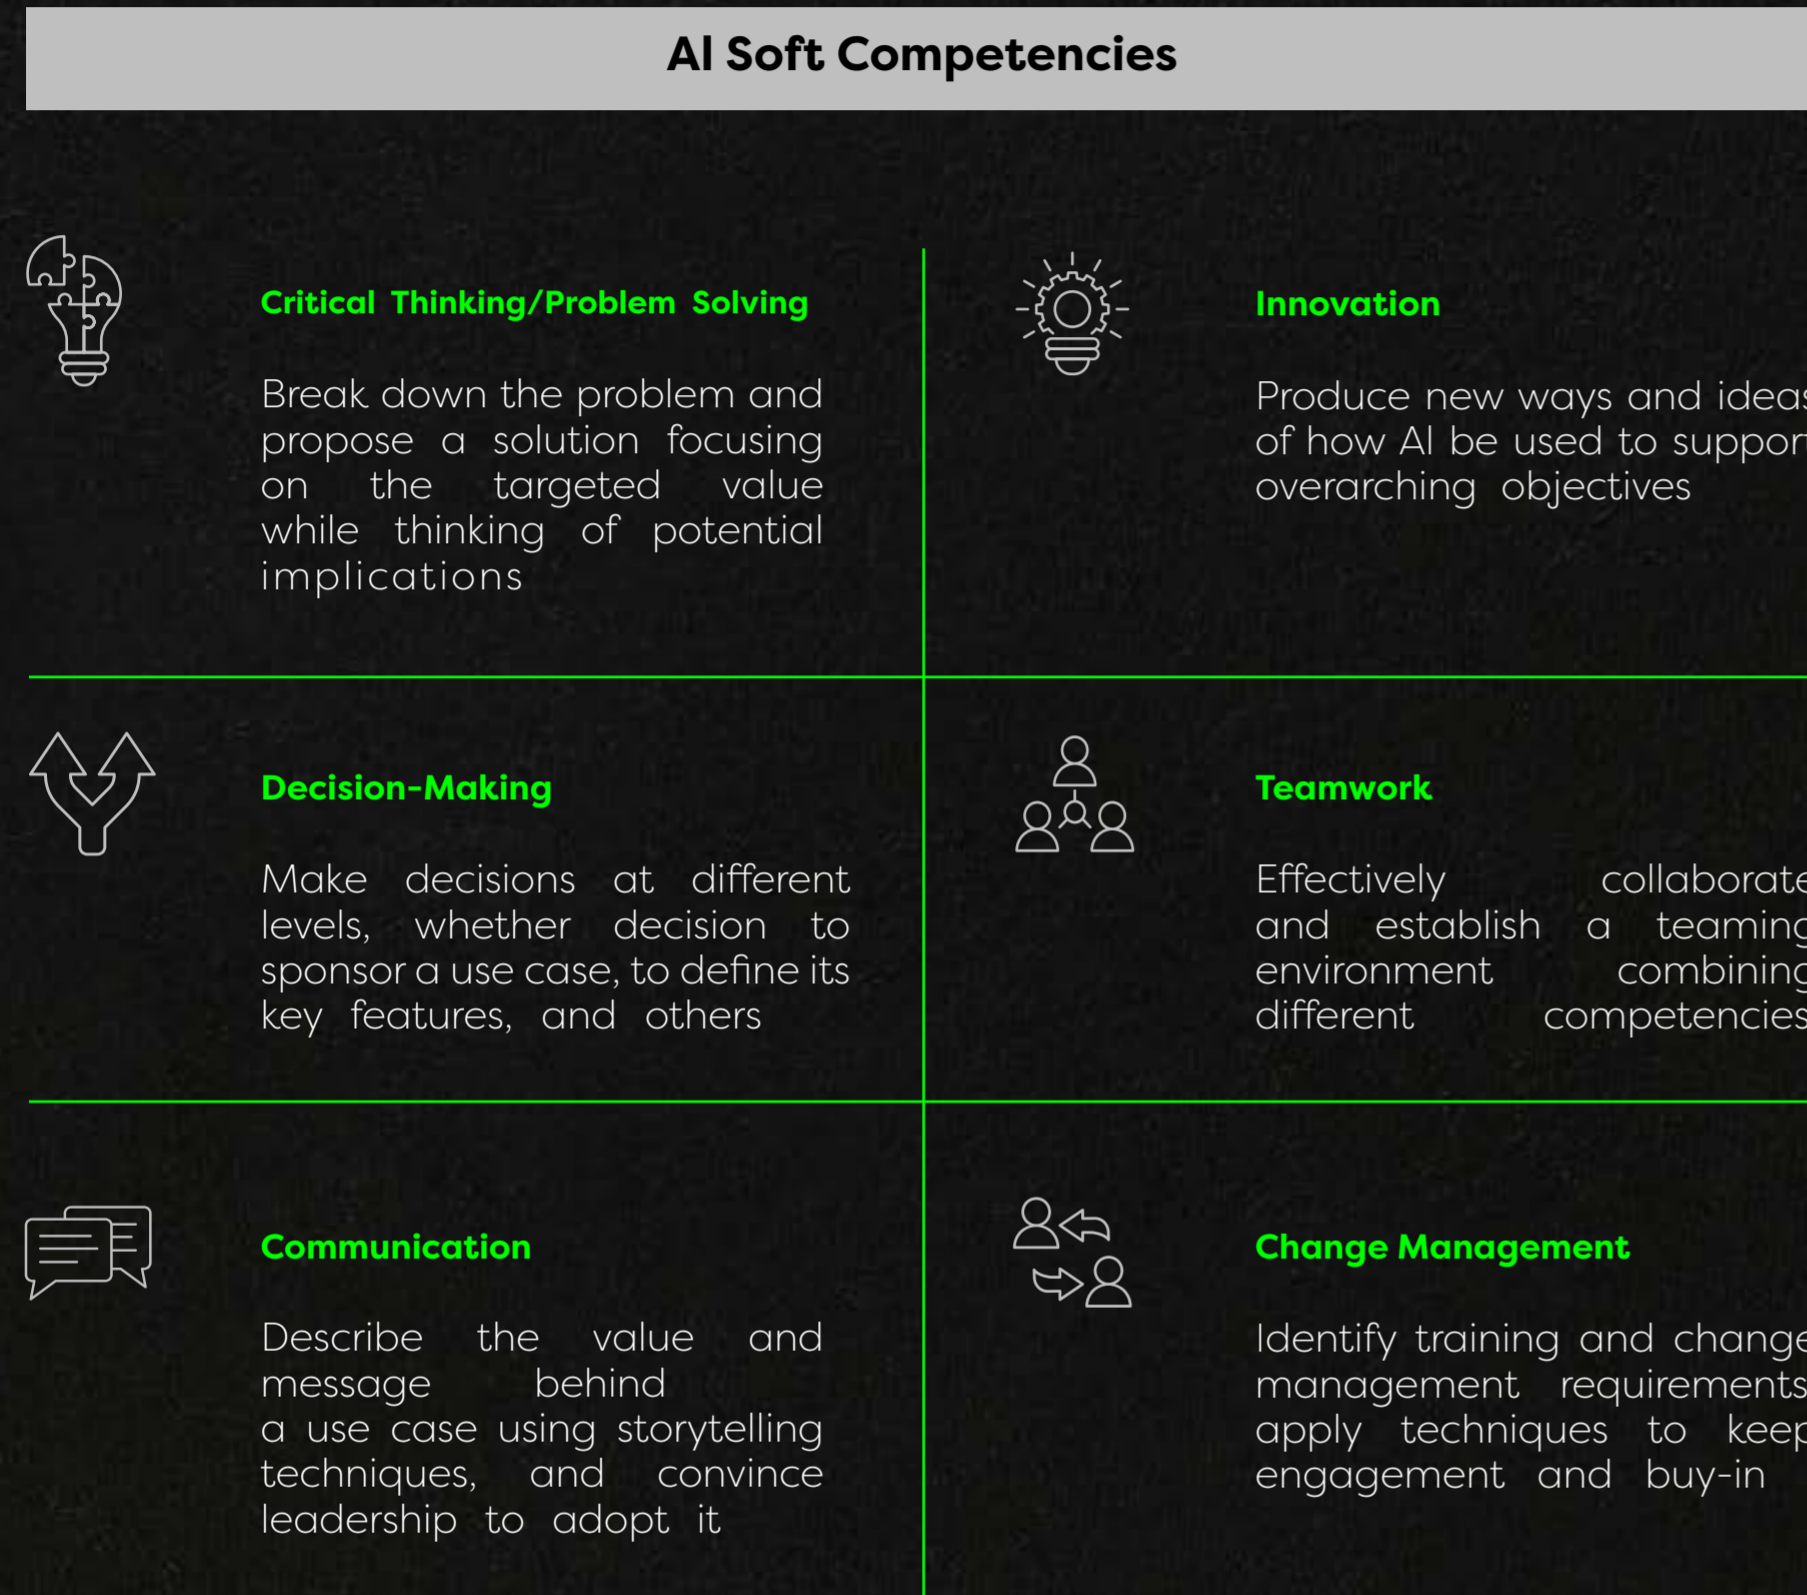 AI Soft Competencies
Critical Thinking/Problem Solving
Break down the problem and
propose a solution focusing
on the targeted value
while thinking of potential
implications
Innovation
Produce new ways and ideas
of how AI be used to support
overarching objectives
Decision-Making
Make decisions at different
levels, whether decision to
sponsor a use case, to define its
key features, and others
Teamwork
Effectively collaborate
and establish a teaming
environment combining
different competencies
Communication
Describe the value and
message behind
a use case using storytelling
techniques, and convince
leadership to adopt it
Change Management
Identify training and change
management requirements
apply techniques to keep
engagement and buy-in